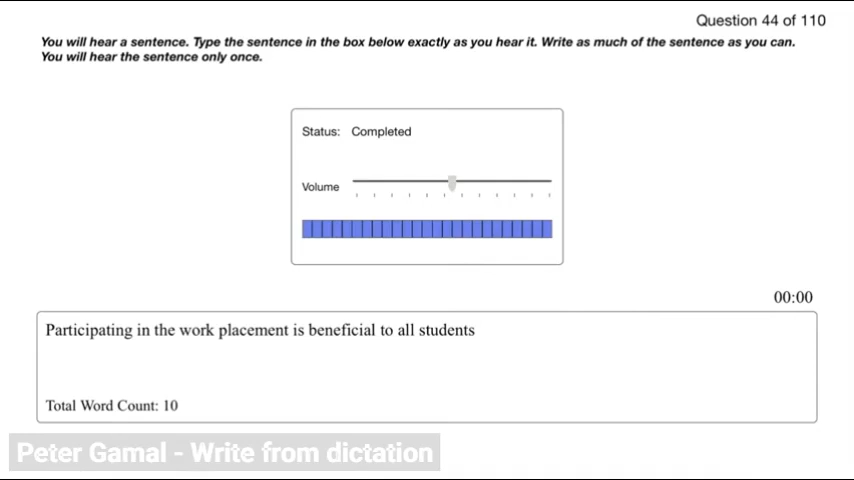 Question 44 of 110
You will hear a sentence. Type the sentence in the box below exactly as you hear it. Write as much of the sentence as you can.
You will hear the sentence only once.
Status: Completed
Volume
00:00
Participating in the work placement is beneficial to all students
Total Word Count: 10
Peter Gamal - Write from dictation